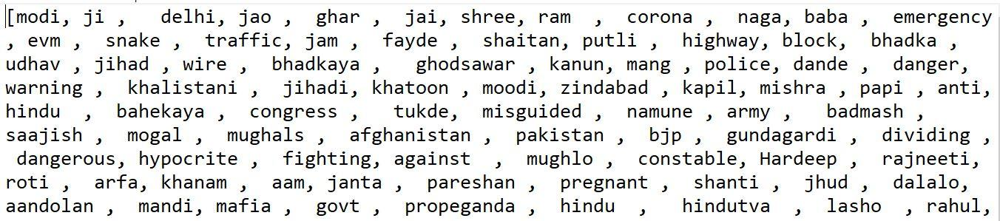 [modi, ji , delhi, jao , ghar , jai, shree, ram , corona , naga, baba , emergency
, evm , snake , traffic, jam , fayde , shaitan, putli , highway, block, bhadka ,
udhav , jihad , wire , bhadkaya , ghodsawar , kanun, mang , police, dande , danger,
warning , khalistani , jihadi, khatoon , moodi, zindabad , kapil, mishra , papi , anti,
hindu , bahekaya , congress , tukde, misguided , namune , army , badmash ,
saajish , mogal , mughals , afghanistan , pakistan , bjp , gundagardi , dividing ,
dangerous, hypocrite , fighting, against , mughlo , constable, Hardeep , rajneeti,
roti , arfa, khanam , aam, janta , pareshan , pregnant , shanti , jhud , dalalo,
aandolan , mandi, mafia , govt , propeganda , hindu , hindutva , lasho , rahul,